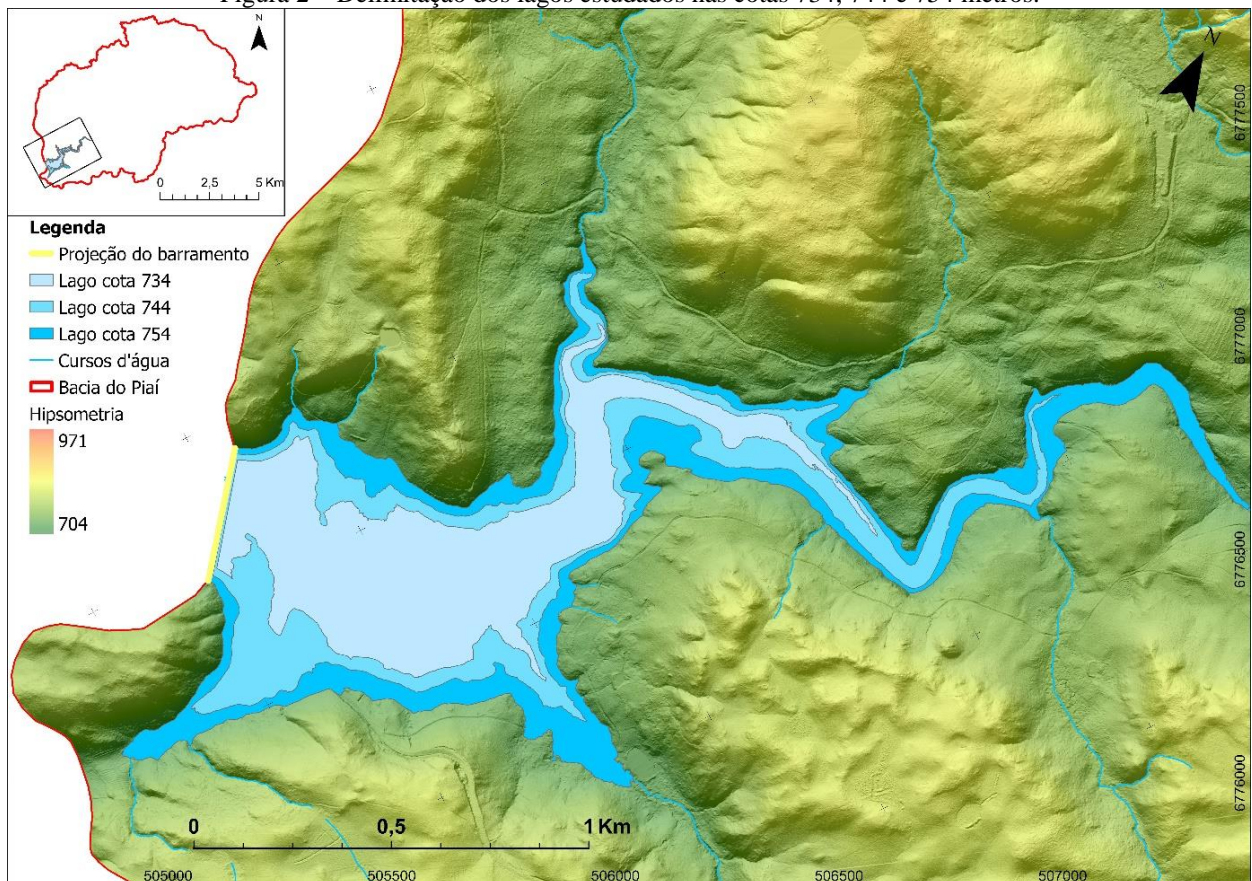 Figura 2 – Delimitação dos lagos estudados nas cotas 734, 744 e 754 metros.
N
0 2,5 5 Km
N
Legenda
Projeção do barramento
Lago cota 734
Lago cota 744
Lago cota 754
Cursos d'água
Bacia do Piaí
Hipsometria
971
704
6777500
6777000
6776500
6776000
0 0,5 1 Km
505000 505500 506000 506500 507000